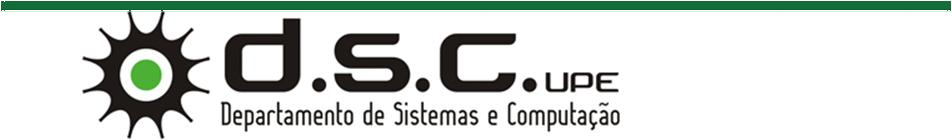 d.s.c. UPE
Departamento de Sistemas e Computação